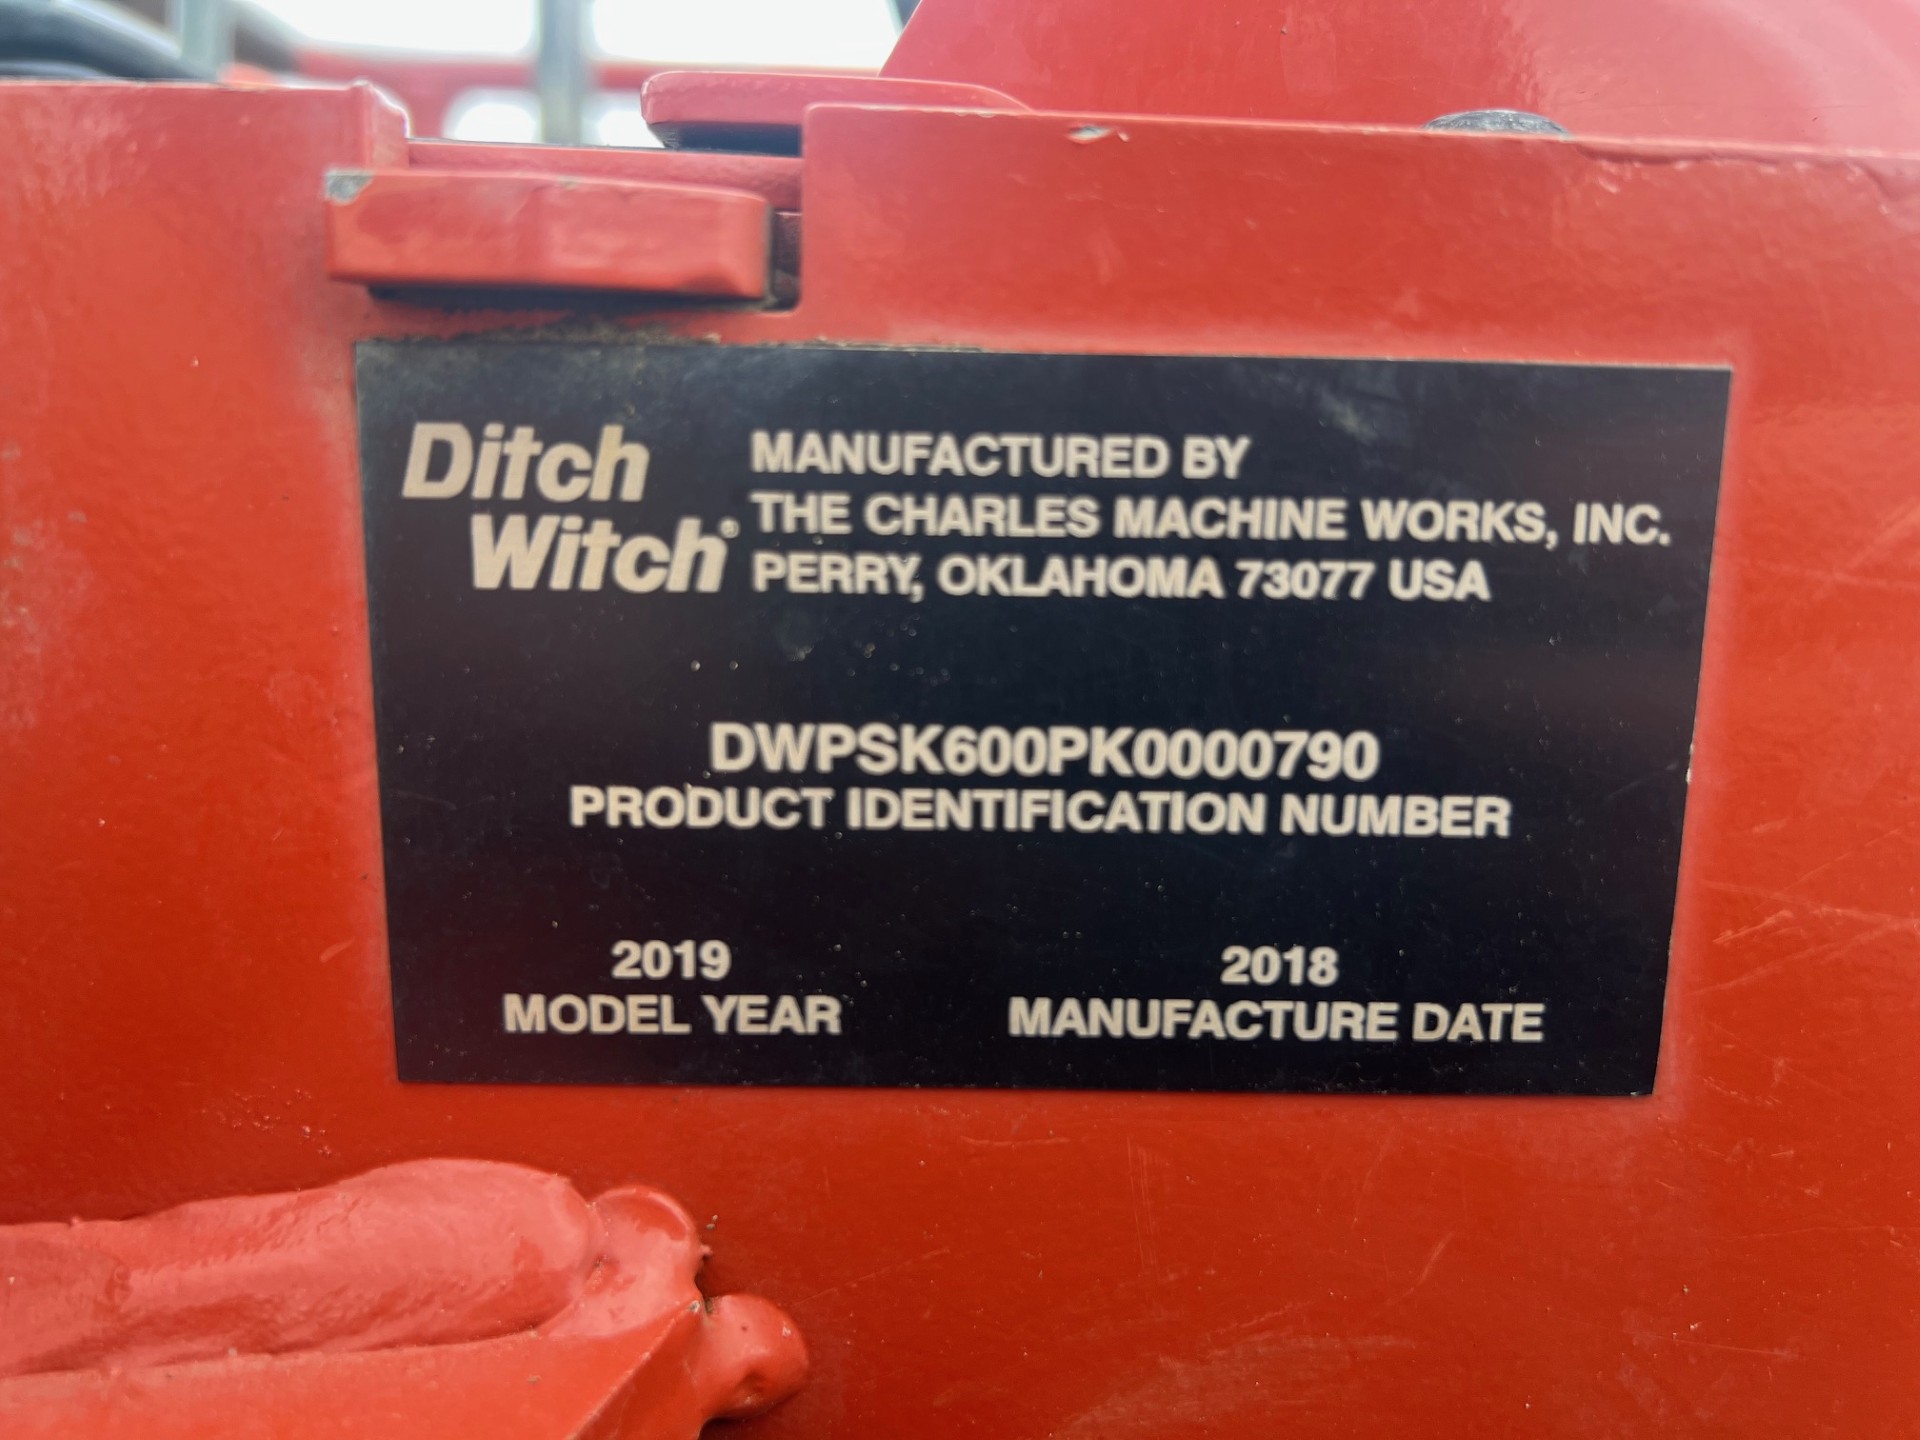 Ditch
Witch®
MANUFACTURED BY
THE CHARLES MACHINE WORKS, INC.
PERRY, OKLAHOMA 73077 USA
DWPSK600PK0000790
PRODUCT IDENTIFICATION NUMBER
2019
MODEL YEAR
2018
MANUFACTURE DATE